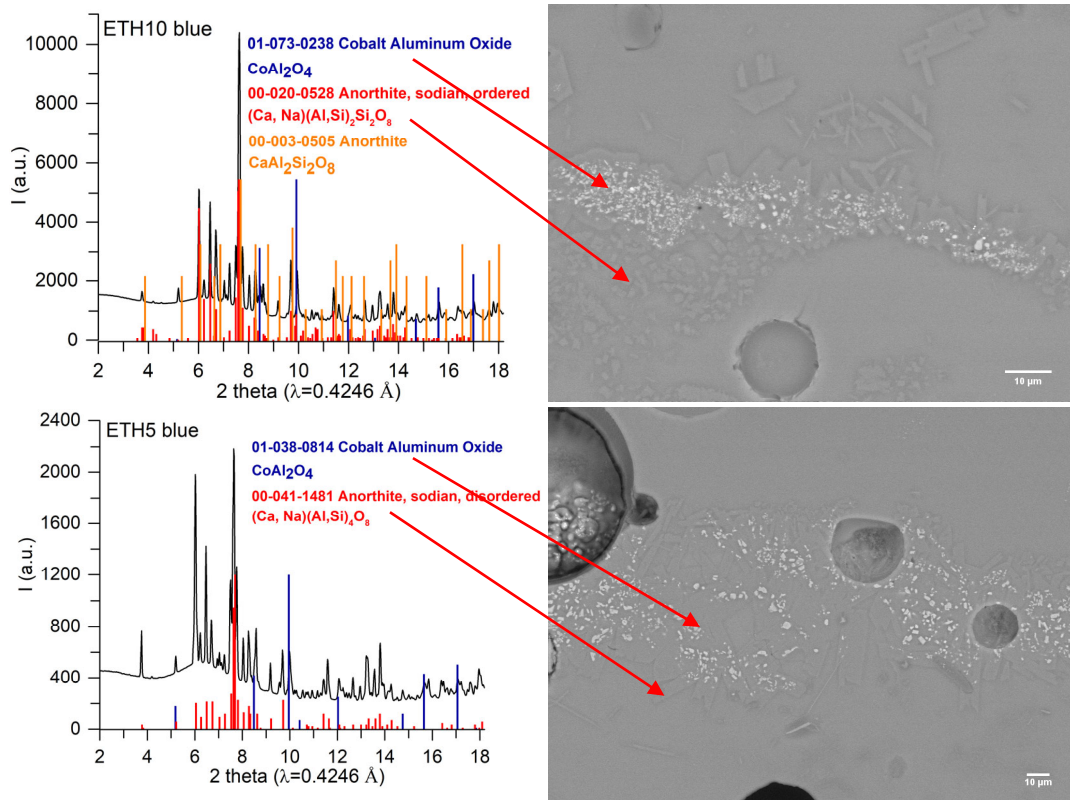 ETH10 blue
01-073-0238 Cobalt Aluminum Oxide
CoAl₂O₄
00-020-0528 Anorthite, sodian, ordered
(Ca, Na)(Al,Si)₂Si₂O₈
00-003-0505 Anorthite
CaAl₂Si₂O₈
I (a.u.)
10000
8000
6000
4000
2000
0
2 4 6 8 10 12 14 16 18
2 theta (λ=0.4246 Å)
10 µm
ETH5 blue
01-038-0814 Cobalt Aluminum Oxide
CoAl₂O₄
00-041-1481 Anorthite, sodian, disordered
(Ca, Na)(Al,Si)₄O₈
I (a.u.)
2400
2000
1600
1200
800
400
0
2 4 6 8 10 12 14 16 18
2 theta (λ=0.4246 Å)
10 µm